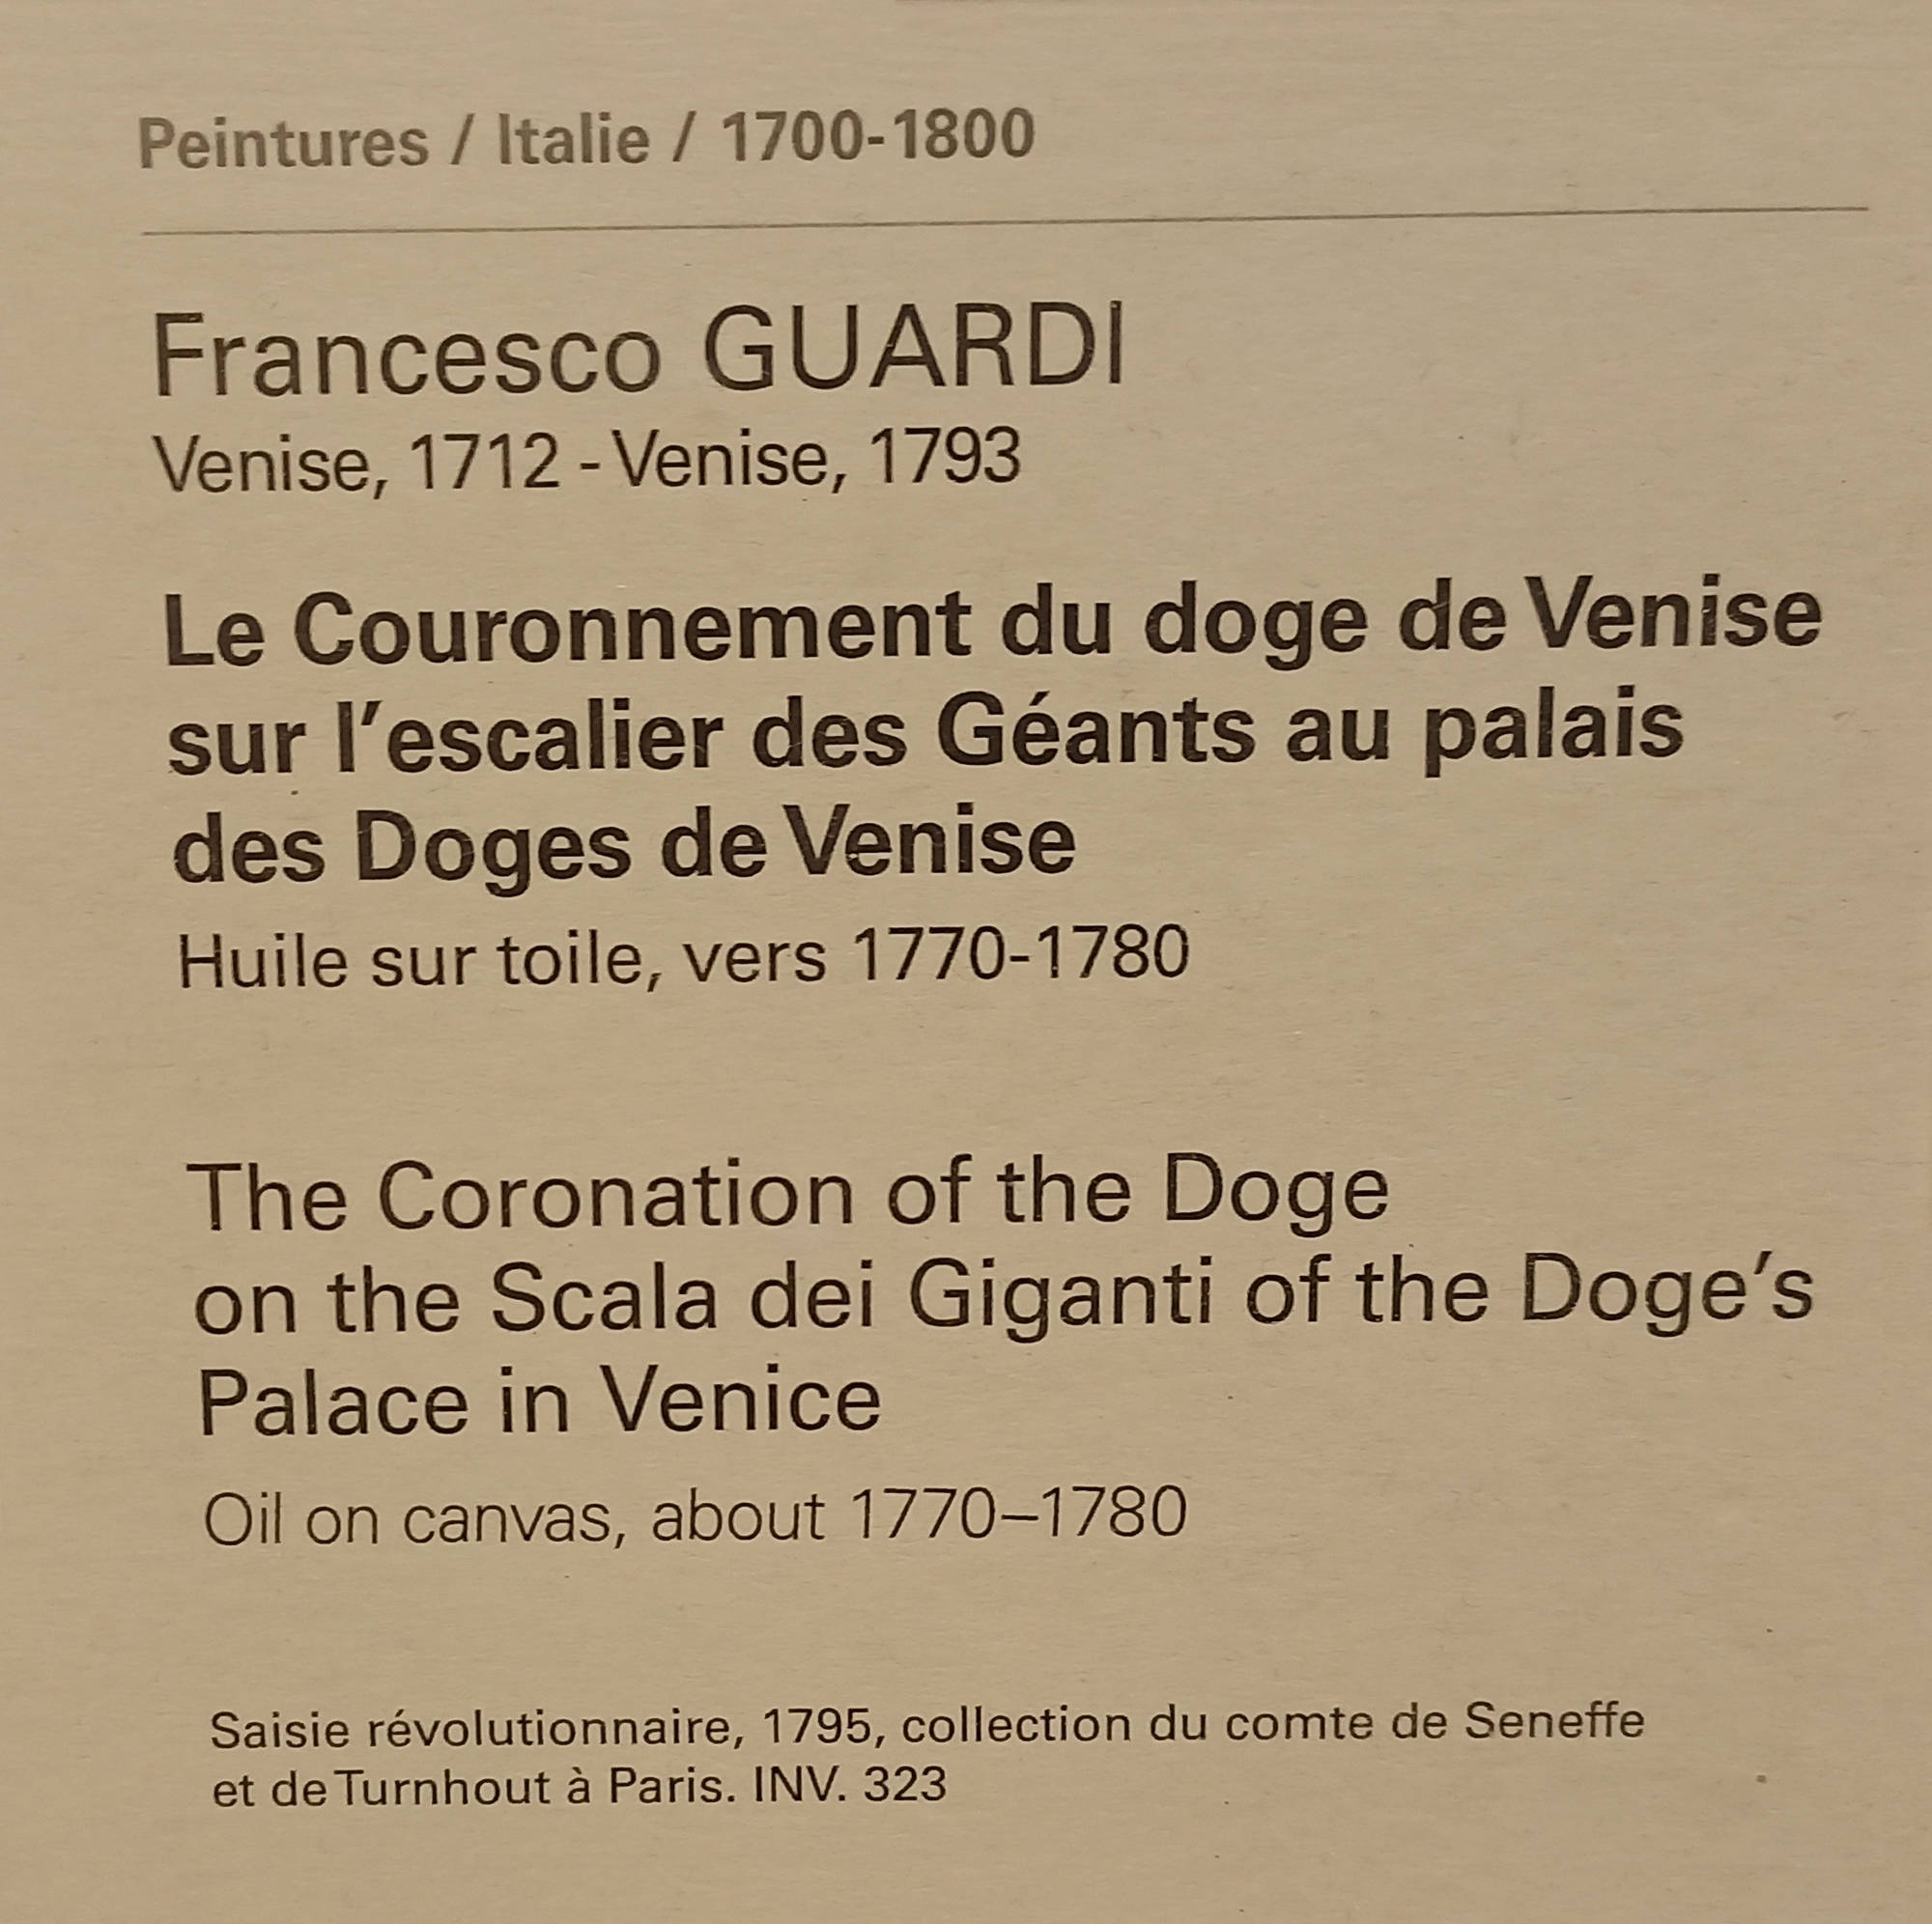 Peintures / Italie / 1700-1800
Francesco GUARDI
Venise, 1712 - Venise, 1793
Le Couronnement du doge de Venise
sur l’escalier des Géants au palais
des Doges de Venise
Huile sur toile, vers 1770-1780
The Coronation of the Doge
on the Scala dei Giganti of the Doge’s
Palace in Venice
Oil on canvas, about 1770–1780
Saisie révolutionnaire, 1795, collection du comte de Seneffe
et de Turnhout à Paris. INV. 323